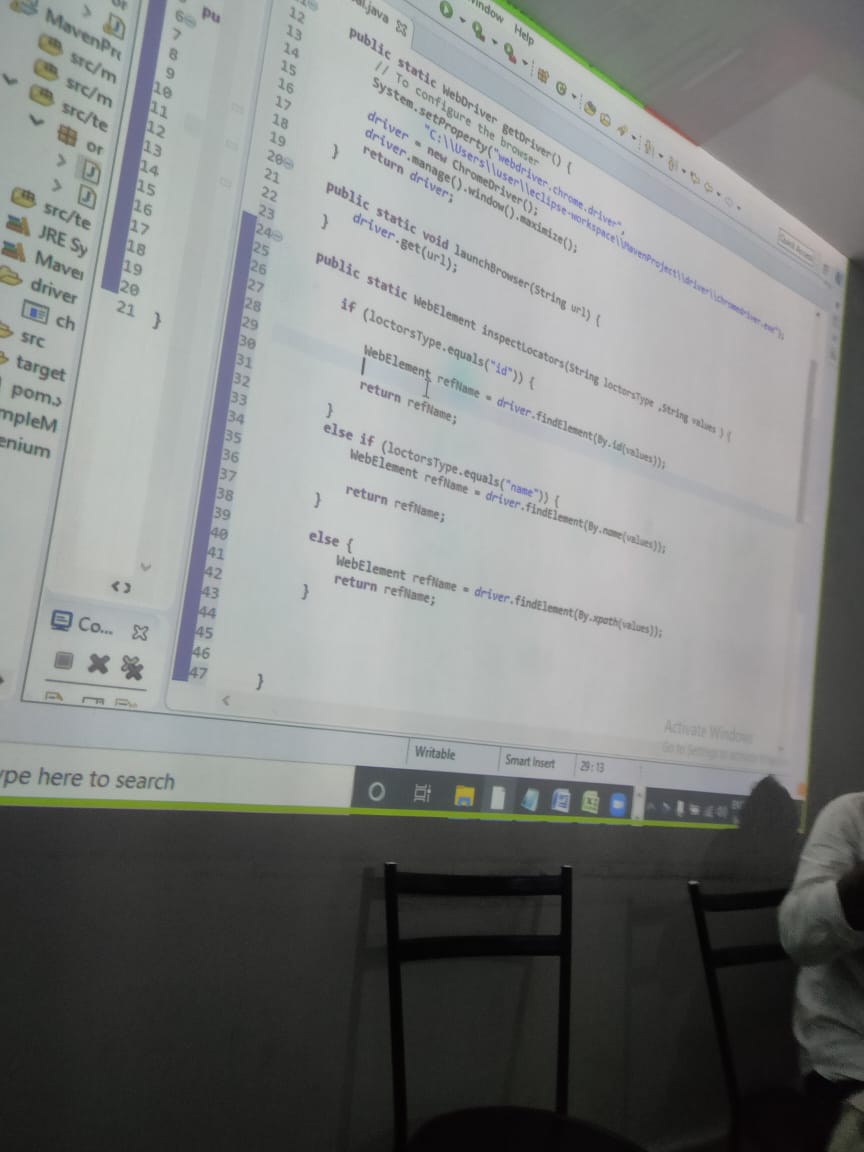 Window Help
al.java
MavenPr
src/m
src/m
src/te
or
src/te
JRE Sy
Maven
driver
ch
src
target
pom.x
mpleM
enium
6 pu
7
8
9
10
11
12
13
14
15
16
17
18
19
20
21 }
12
13 public static WebDriver getDriver() {
14 // To configure the browser
15 System.setProperty("webdriver.chrome.driver",
16 "C:\\Users\\user\\eclipse-workspace\\MavenProject\\driver\\chromedriver.exe");
17 driver = new ChromeDriver();
18 driver.manage().window().maximize();
19 return driver;
}
20 public static void launchBrowser(String url) {
21 driver.get(url);
22 }
23
24 public static WebElement inspectLocators(String loctorsType ,String values ) {
25
26 if (loctorsType.equals("id")) {
27
28 WebElement refName = driver.findElement(By.id(values));
29
30 return refName;
31 }
32 else if (loctorsType.equals("name")) {
33 WebElement refName = driver.findElement(By.name(values));
34
35 return refName;
36 }
37
38 else {
39 WebElement refName = driver.findElement(By.xpath(values));
40 return refName;
41 }
42
43
44
45
46 }
47
Quick Access
Co...
Writable
Smart Insert
29 : 13
Activate Windows
Go to Settings to activate
ype here to search